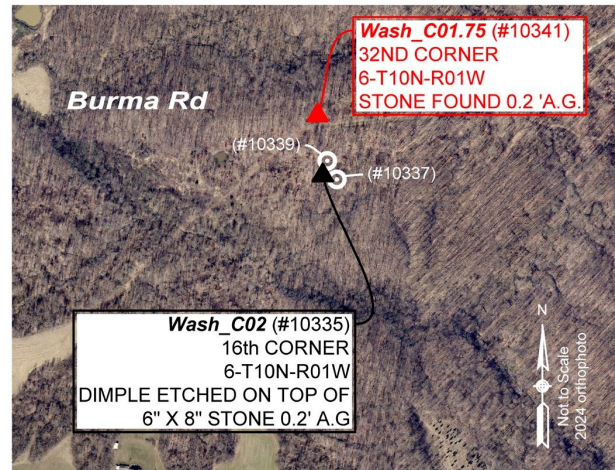 Wash_C01.75 (#10341)
32ND CORNER
6-T10N-R01W
STONE FOUND 0.2 'A.G.
Burma Rd
(#10339)
(#10337)
Wash_C02 (#10335)
16th CORNER
6-T10N-R01W
DIMPLE ETCHED ON TOP OF
6" X 8" STONE 0.2' A.G
N
Not to Scale
2024 orthophoto